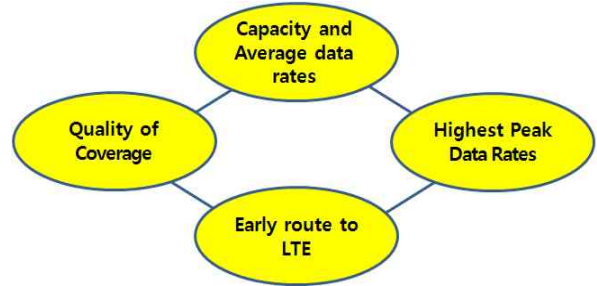 Capacity and
Average data
rates
Quality of
Coverage
Highest Peak
Data Rates
Early route to
LTE